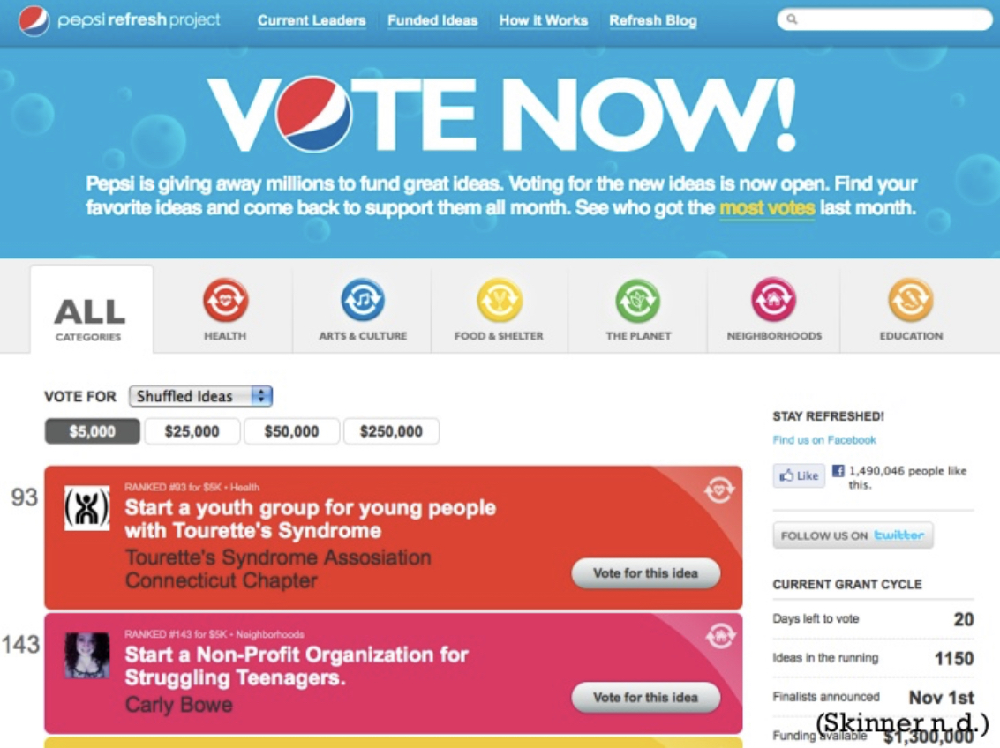 pepsi refresh project
Current Leaders Funded Ideas How it Works Refresh Blog
VOTE NOW!
Pepsi is giving away millions to fund great ideas. Voting for the new ideas is now open. Find your
favorite ideas and come back to support them all month. See who got the most votes last month.
ALL
CATEGORIES
HEALTH
ARTS & CULTURE
FOOD & SHELTER
THE PLANET
NEIGHBORHOODS
EDUCATION
VOTE FOR Shuffled Ideas
$5,000 $25,000 $50,000 $250,000
93
RANKED #93 for $5K • Health
Start a youth group for young people
with Tourette's Syndrome
Tourette's Syndrome Assosiation
Connecticut Chapter
Vote for this idea
143
RANKED #143 for $5K • Neighborhoods
Start a Non-Profit Organization for
Struggling Teenagers.
Carly Bowe
Vote for this idea
STAY REFRESHED!
Find us on Facebook
Like 1,490,046 people like
this.
FOLLOW US ON twitter
CURRENT GRANT CYCLE
Days left to vote 20
Ideas in the running 1150
Finalists announced Nov 1st
Funding available $1,300,000
(Skinner n.d.)